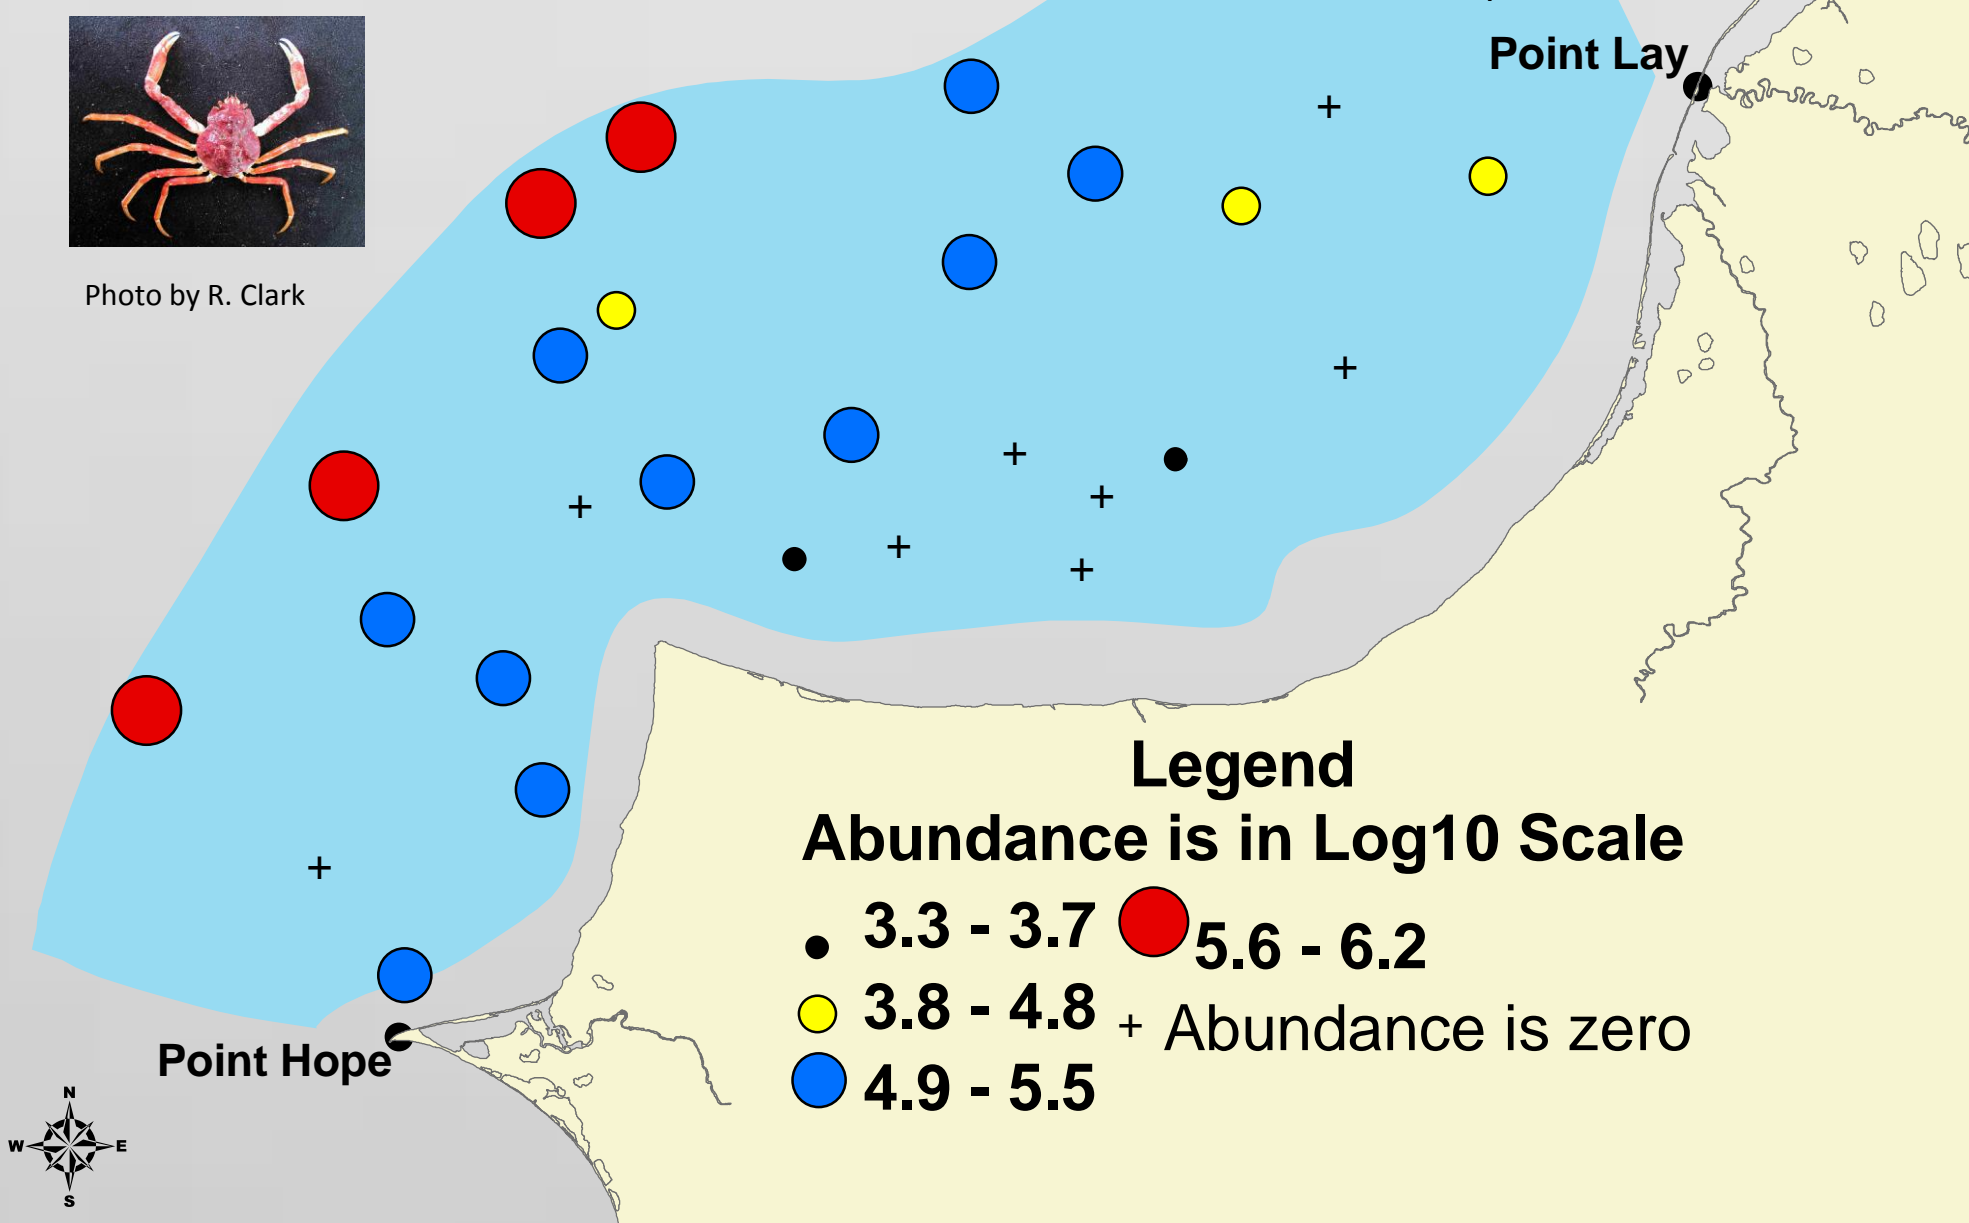 Point Lay
Photo by R. Clark
Legend
Abundance is in Log10 Scale
3.3 - 3.7
5.6 - 6.2
3.8 - 4.8
+ Abundance is zero
4.9 - 5.5
Point Hope
N
W E
S